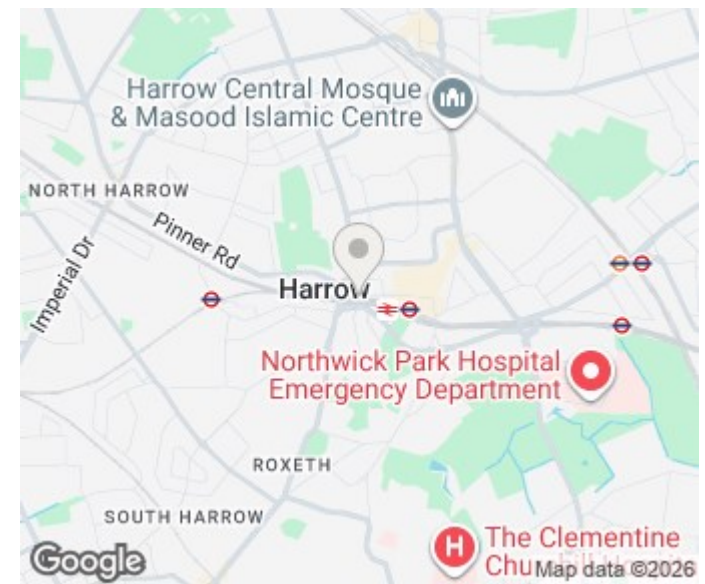 Harrow Central Mosque
& Masood Islamic Centre
NORTH HARROW
Pinner Rd
Imperial Dr
Harrow
Northwick Park Hospital
Emergency Department
ROXETH
SOUTH HARROW
H
The Clementine
Google
Map data ©2026